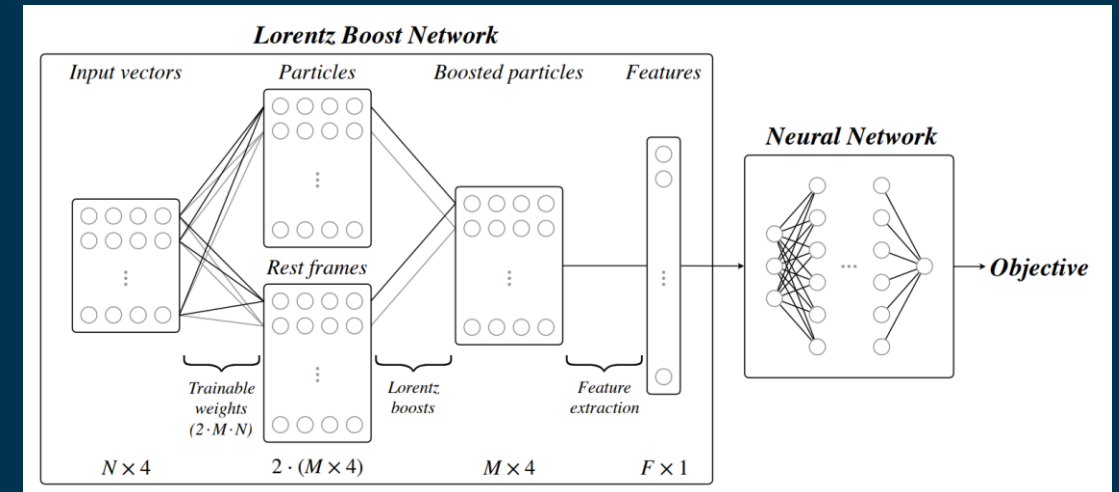 Lorentz Boost Network
Input vectors
Particles
Boosted particles
Features
Neural Network
Rest frames
Objective
Trainable
weights
(2·M·N)
Lorentz
boosts
Feature
extraction
N × 4
2 · (M × 4)
M × 4
F × 1